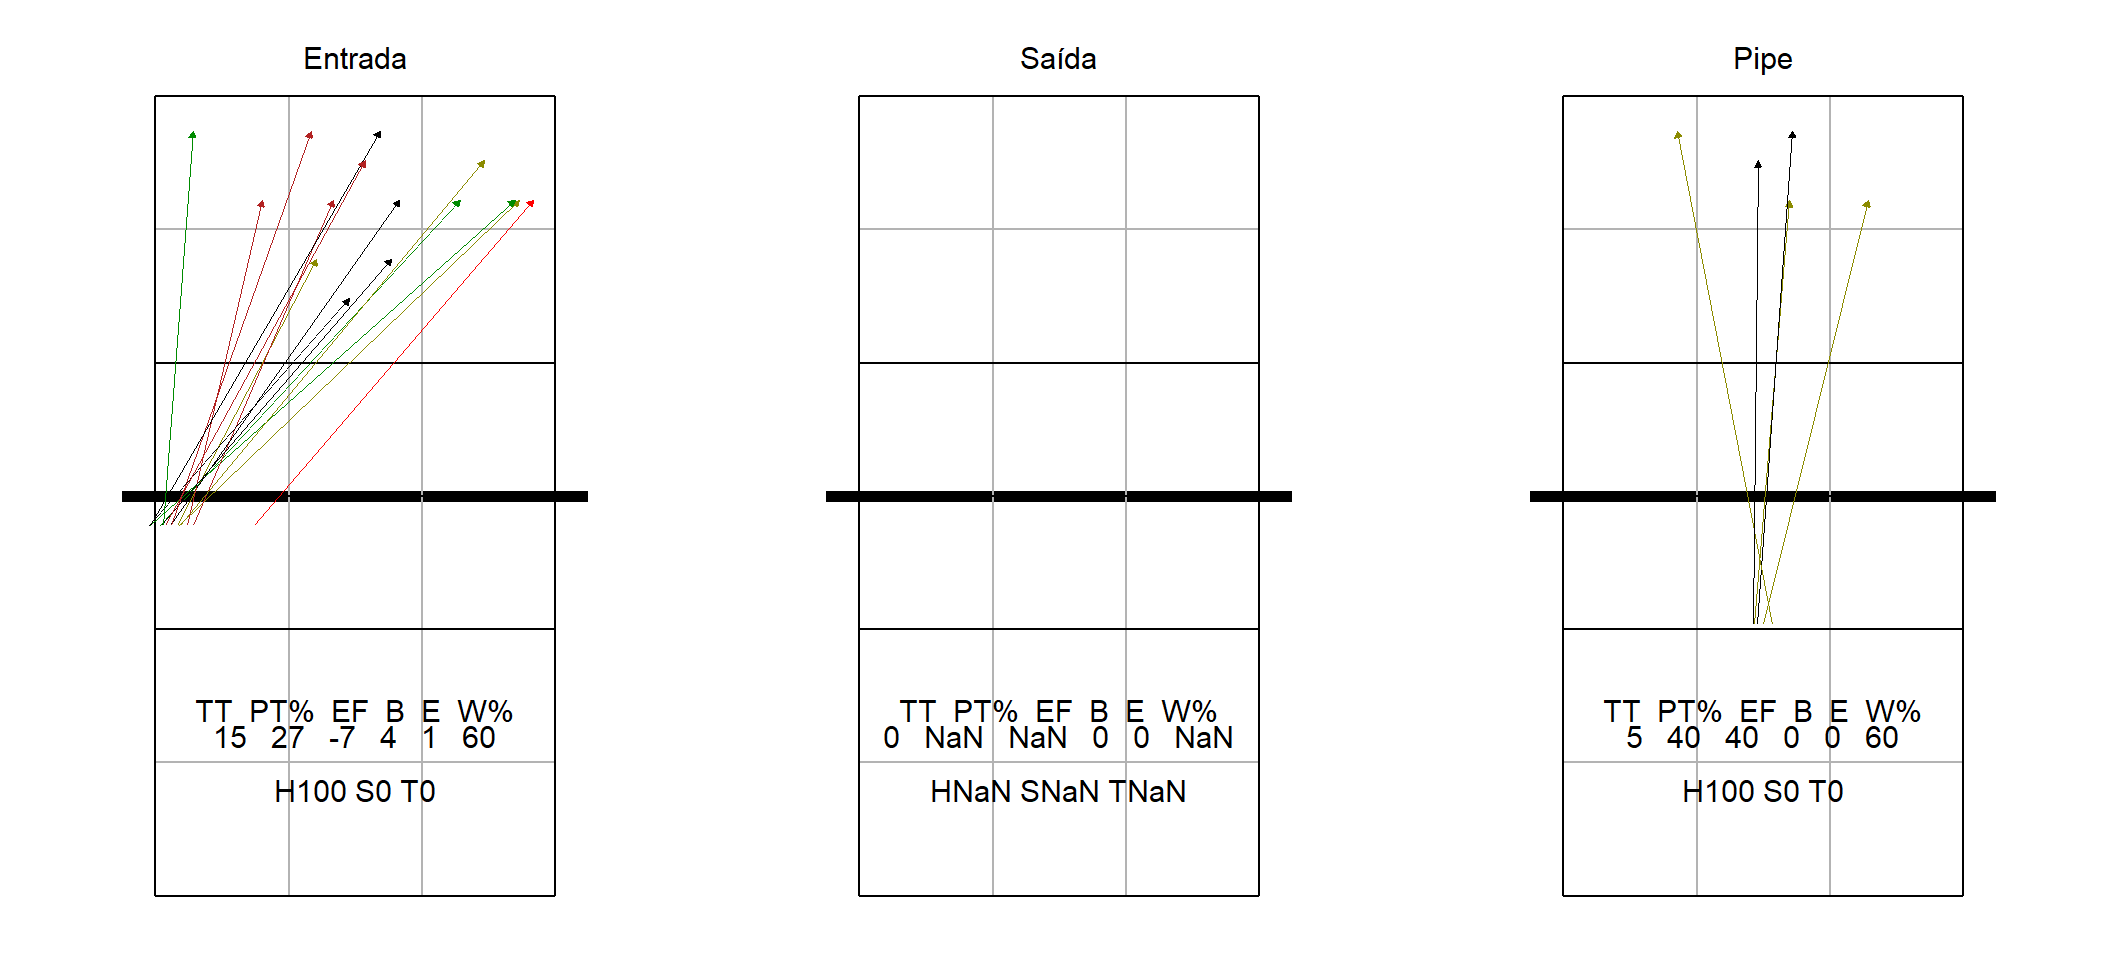 Entrada
TT PT% EF B E W%
15 27 -7 4 1 60
H100 S0 T0
Saída
TT PT% EF B E W%
0 NaN NaN 0 0 NaN
HNaN SNaN TNaN
Pipe
TT PT% EF B E W%
5 40 40 0 0 60
H100 S0 T0